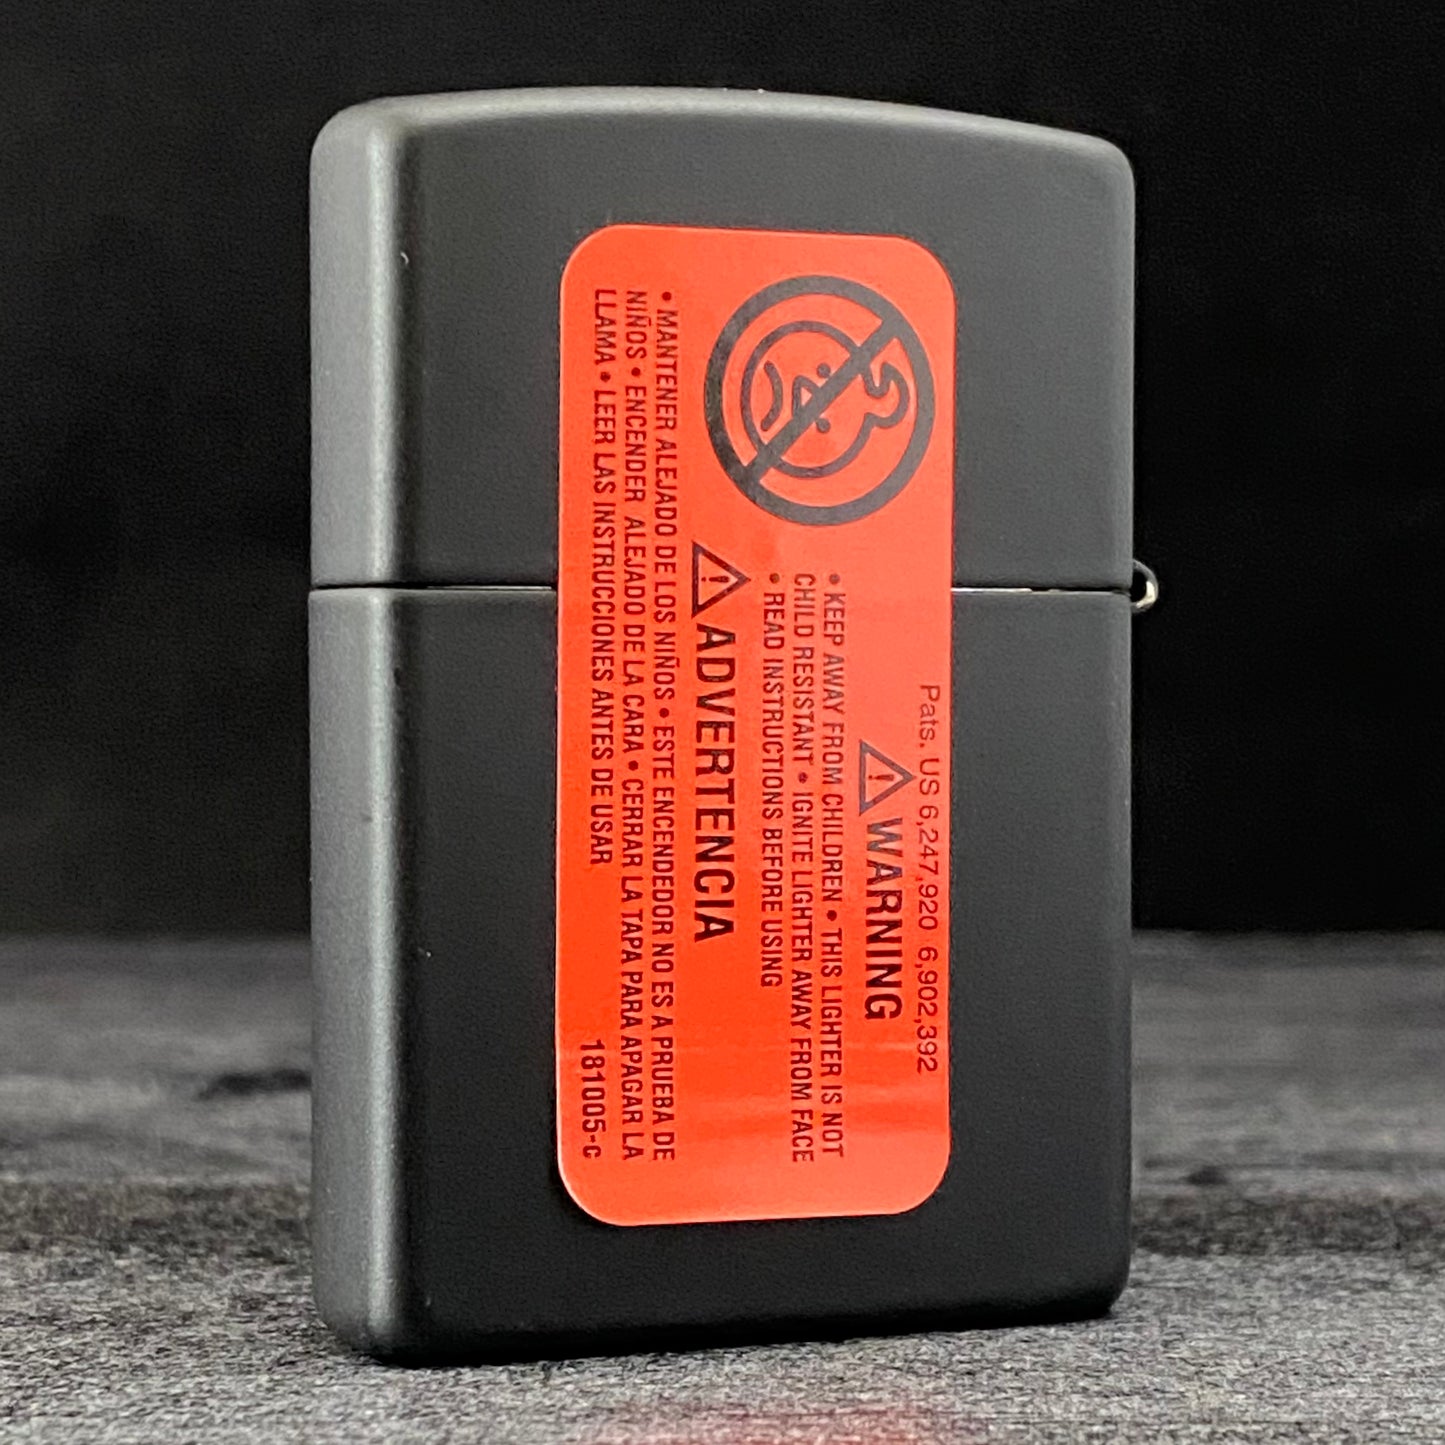 Pats. US 6,247,920 6,902,392
WARNING
• KEEP AWAY FROM CHILDREN • THIS LIGHTER IS NOT
CHILD RESISTANT • IGNITE LIGHTER AWAY FROM FACE
• READ INSTRUCTIONS BEFORE USING
ADVERTENCIA
• MANTENER ALEJADO DE LOS NIÑOS • ESTE ENCENDEDOR NO ES A PRUEBA DE
NIÑOS • ENCENDER ALEJADO DE LA CARA • CERRAR LA TAPA PARA APAGAR LA
LLAMA • LEER LAS INSTRUCCIONES ANTES DE USAR
181005-c